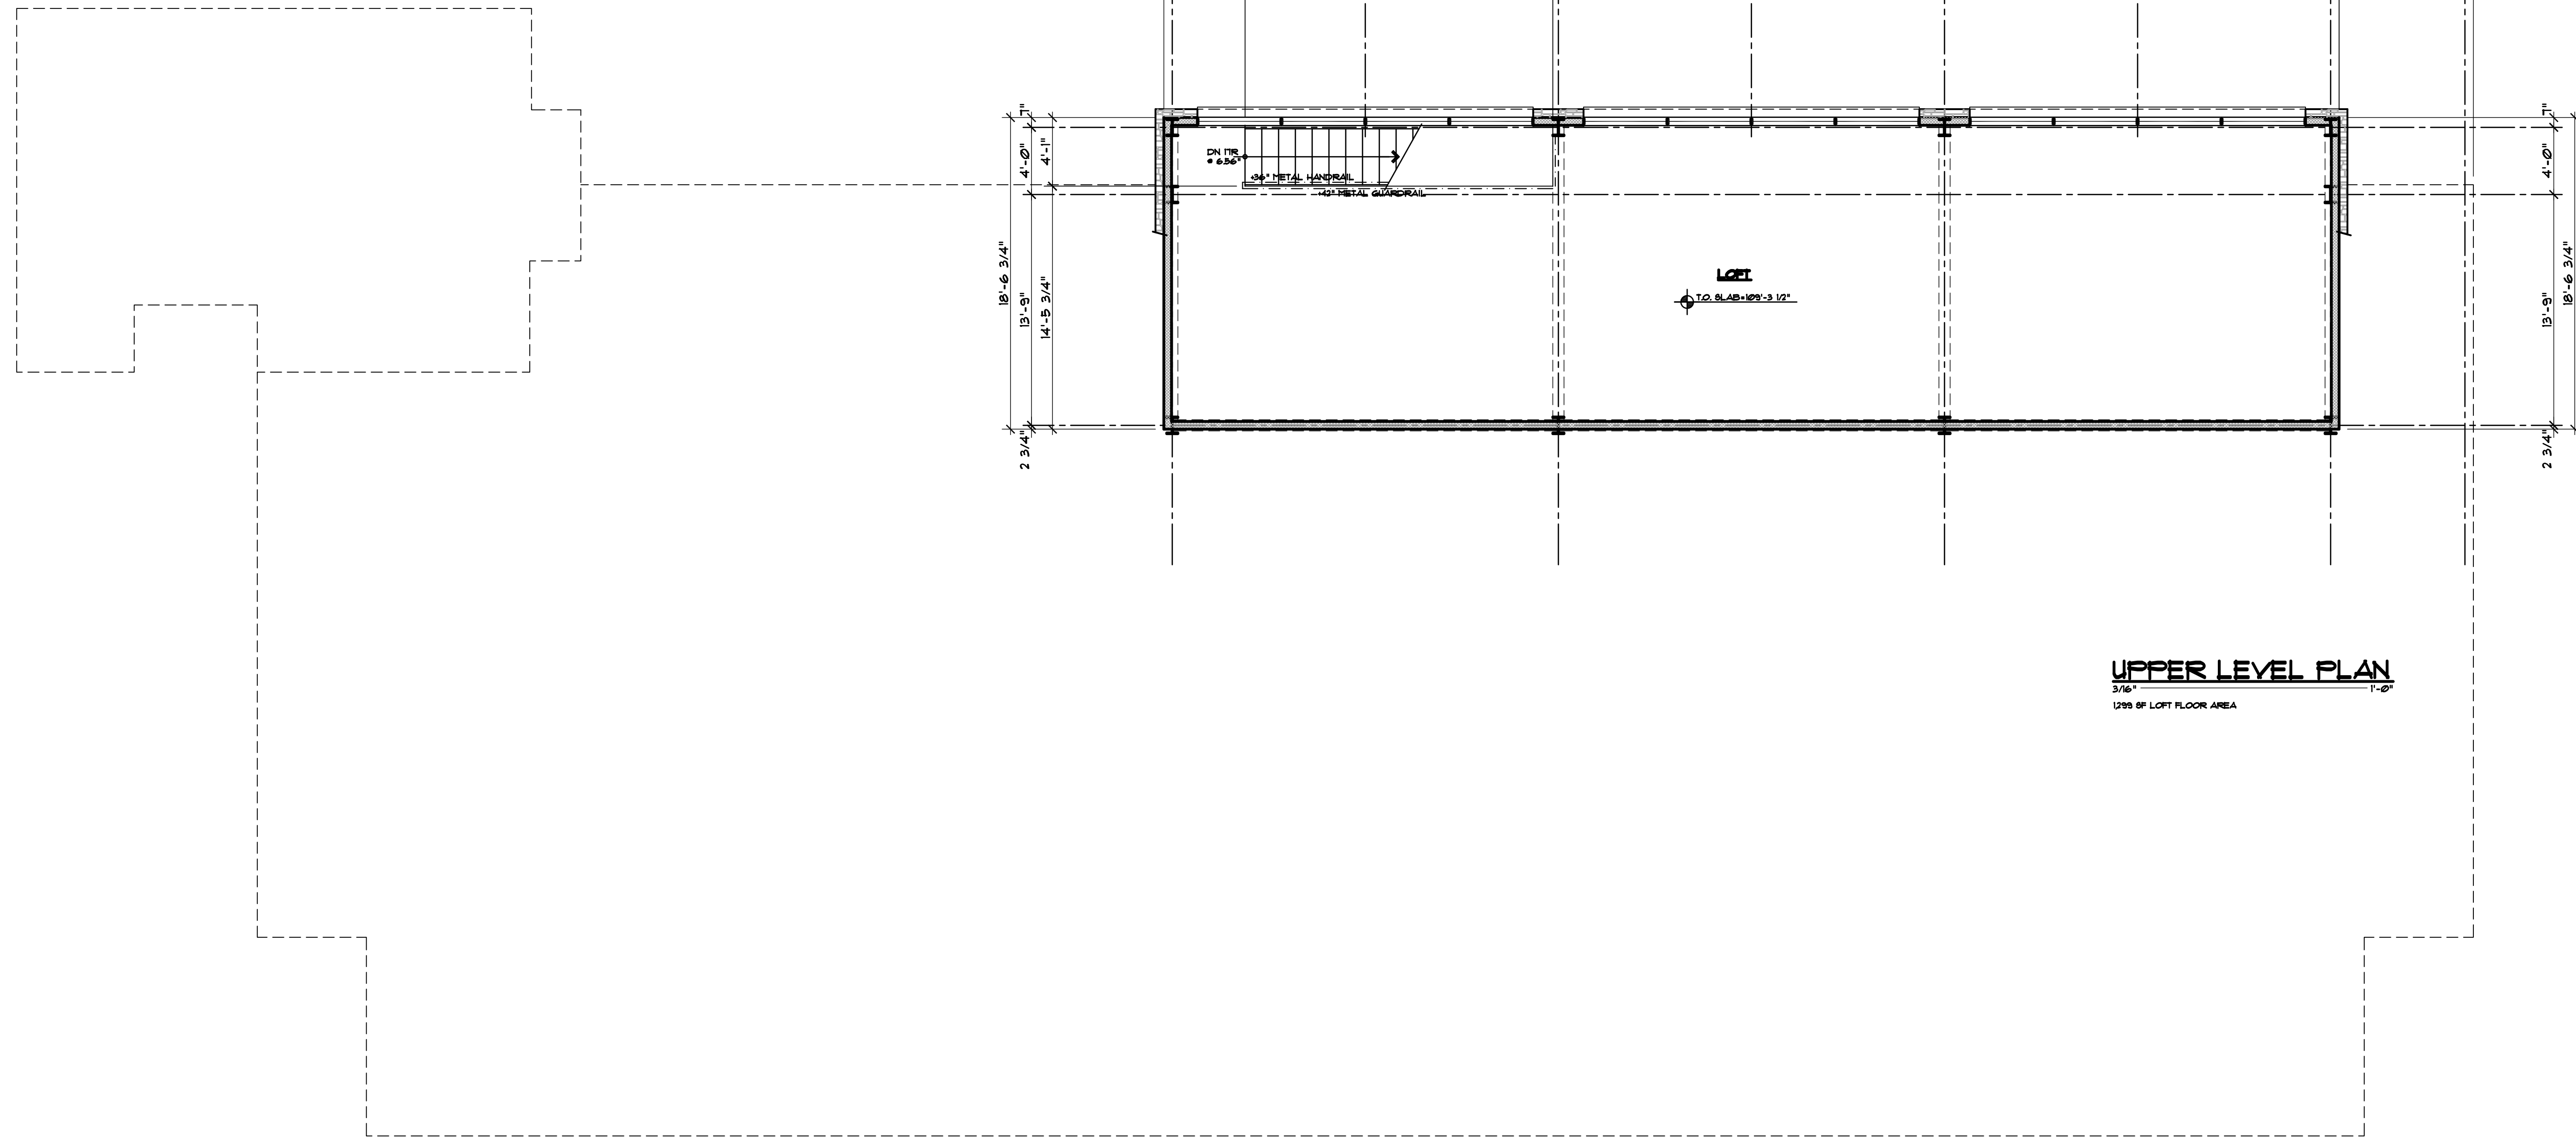 7"
4'-0"
4'-1"
18'-6 3/4"
13'-9"
14'-5 3/4"
2 3/4"
DN 17R
@ 6.56"
+36" METAL HANDRAIL
+42" METAL GUARDRAIL
LOFT
T.O. SLAB=109'-3 1/2"
7"
4'-0"
18'-6 3/4"
13'-9"
2 3/4"
UPPER LEVEL PLAN
3/16" 1'-0"
1,299 SF LOFT FLOOR AREA